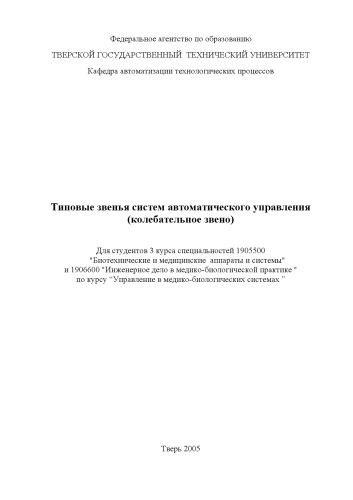 Федеральное агентство по образованию
ТВЕРСКОЙ ГОСУДАРСТВЕННЫЙ ТЕХНИЧЕСКИЙ УНИВЕРСИТЕТ
Кафедра автоматизации технологических процессов
Типовые звенья систем автоматического управления
(колебательное звено)
Для студентов 3 курса специальностей 1905500
"Биотехнические и медицинские аппараты и системы"
и 1906600 "Инженерное дело в медико-биологической практике "
по курсу “Управление в медико-биологических системах ”
Тверь 2005